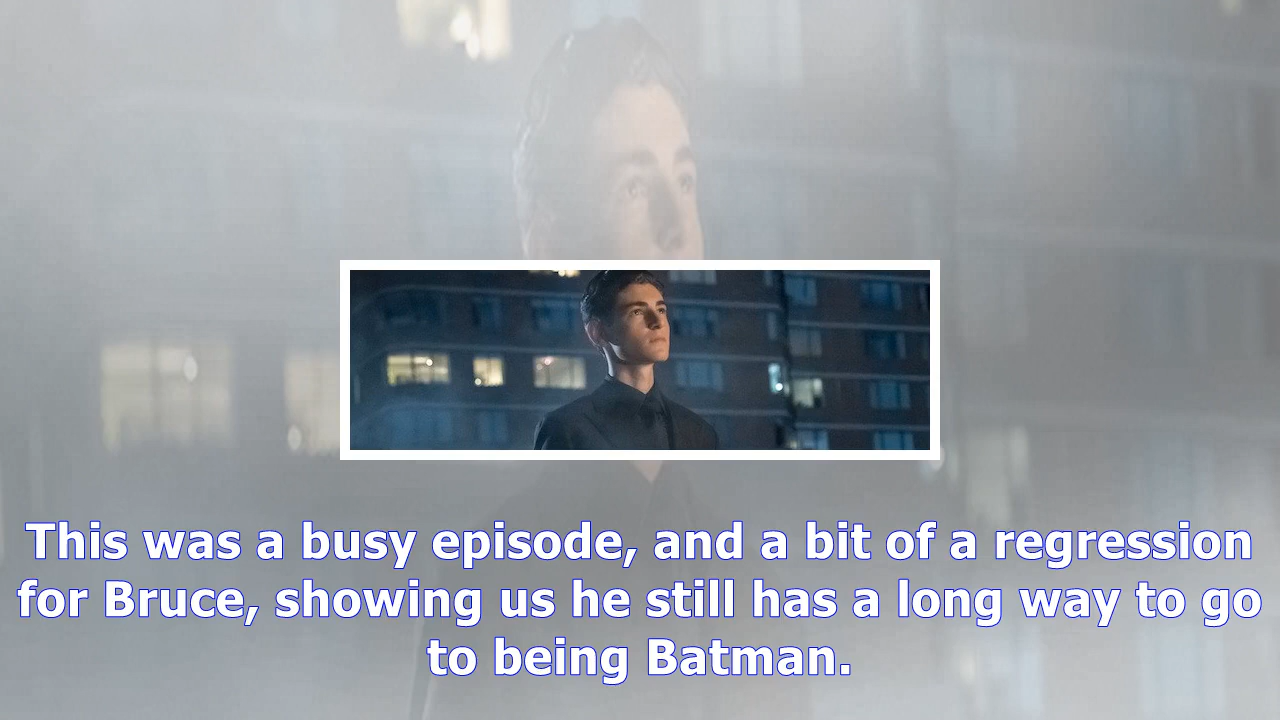 This was a busy episode, and a bit of a regression
for Bruce, showing us he still has a long way to go
to being Batman.